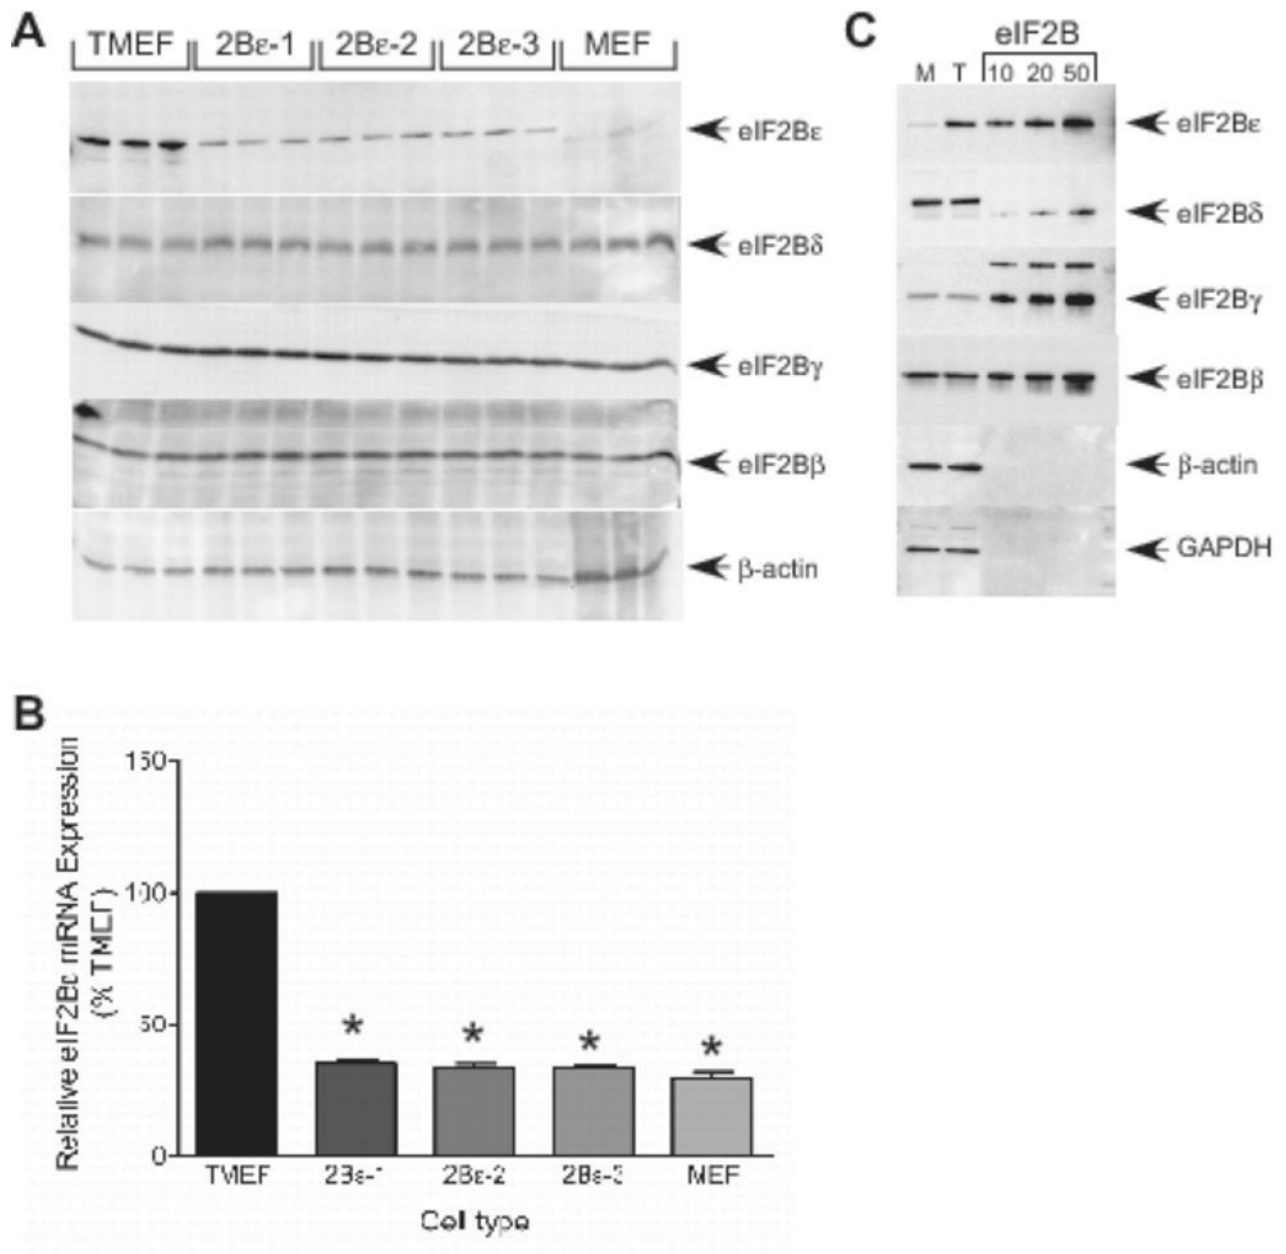 A
TMEF 2Bε-1 2Bε-2 2Bε-3 MEF
eIF2Bε
eIF2Bδ
eIF2Bγ
eIF2Bβ
β-actin
C
eIF2B
M T 10 20 50
eIF2Bε
eIF2Bδ
eIF2Bγ
eIF2Bβ
β-actin
GAPDH
B
Relative eIF2Bε mRNA Expression
(% TMEF)
150
100
50
0
* * * *
TMEF 2Bε-1 2Bε-2 2Bε-3 MEF
Cell type